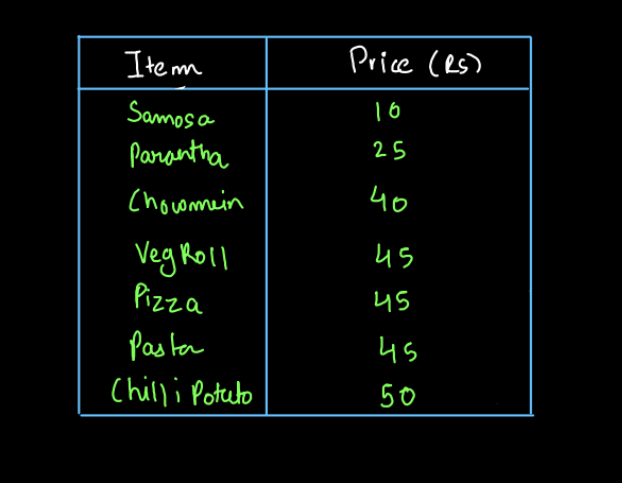 Item Price (Rs)
Samosa 10
Parantha 25
Chowmein 40
Veg Roll 45
Pizza 45
Pasta 45
Chilli Potato 50